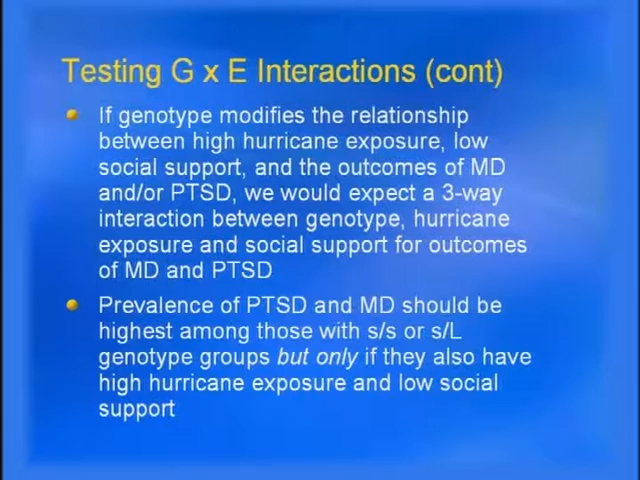 Testing G x E Interactions (cont)
If genotype modifies the relationship
between high hurricane exposure, low
social support, and the outcomes of MD
and/or PTSD, we would expect a 3-way
interaction between genotype, hurricane
exposure and social support for outcomes
of MD and PTSD
Prevalence of PTSD and MD should be
highest among those with s/s or s/L
genotype groups but only if they also have
high hurricane exposure and low social
support